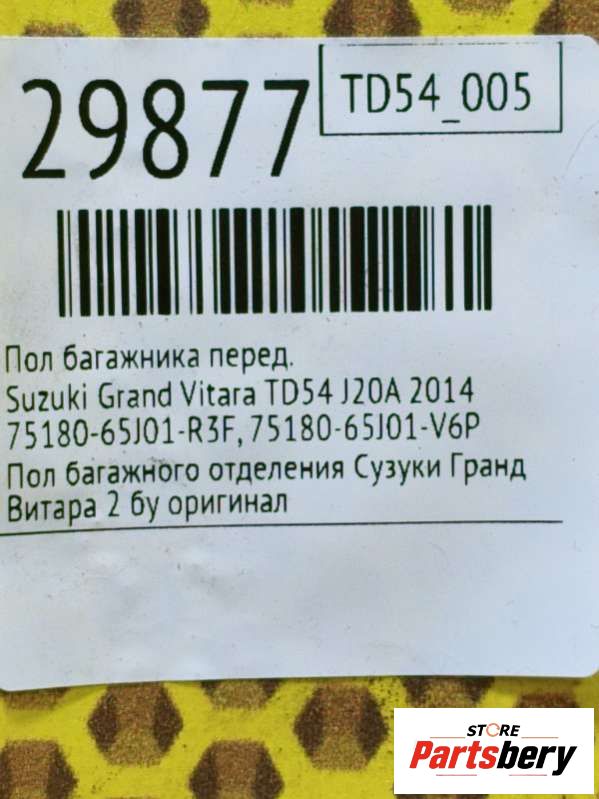 29877
TD54_005
Пол багажника перед.
Suzuki Grand Vitara TD54 J20A 2014
75180-65J01-R3F, 75180-65J01-V6P
Пол багажного отделения Сузуки Гранд
Витара 2 бу оригинал
STORE
Partsbery